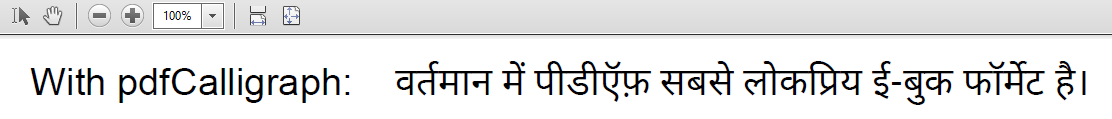 100%
With pdfCalligraph: वर्तमान में पीडीऍफ़ सबसे लोकप्रिय ई-बुक फॉर्मेट है।